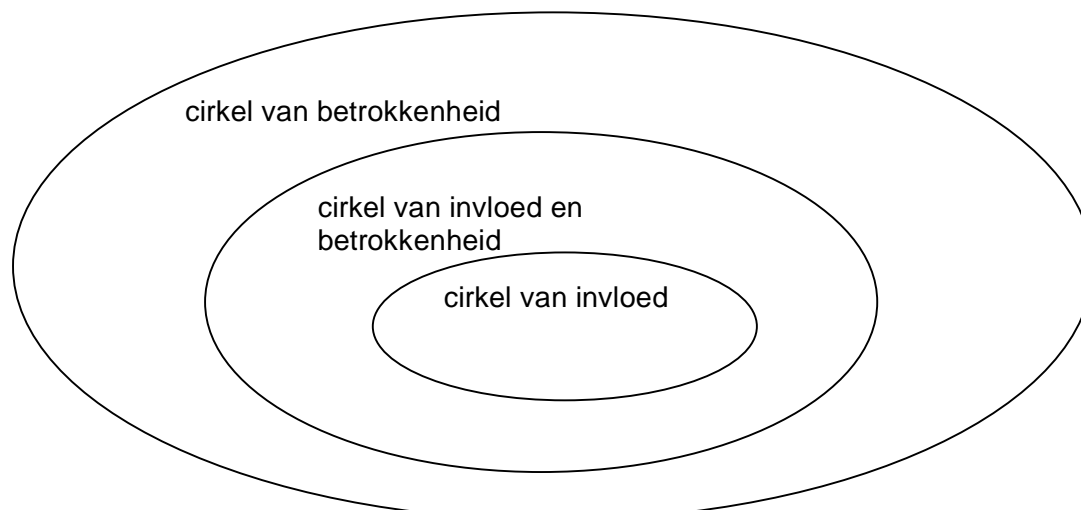 cirkel van betrokkenheid
cirkel van invloed en
betrokkenheid
cirkel van invloed